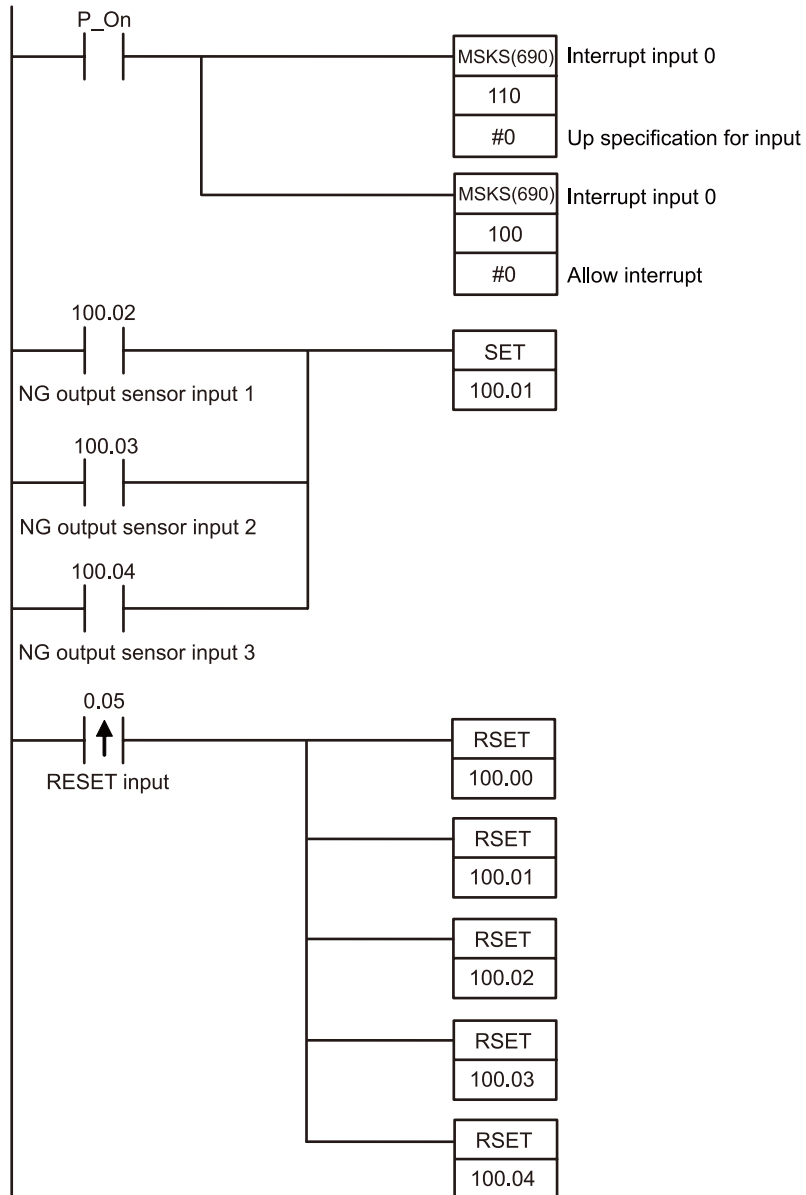 P_On
MSKS(690) Interrupt input 0
110
#0 Up specification for input
MSKS(690) Interrupt input 0
100
#0 Allow interrupt
100.02
SET
NG output sensor input 1
100.01
100.03
NG output sensor input 2
100.04
NG output sensor input 3
0.05
RSET
RESET input
100.00
RSET
100.01
RSET
100.02
RSET
100.03
RSET
100.04